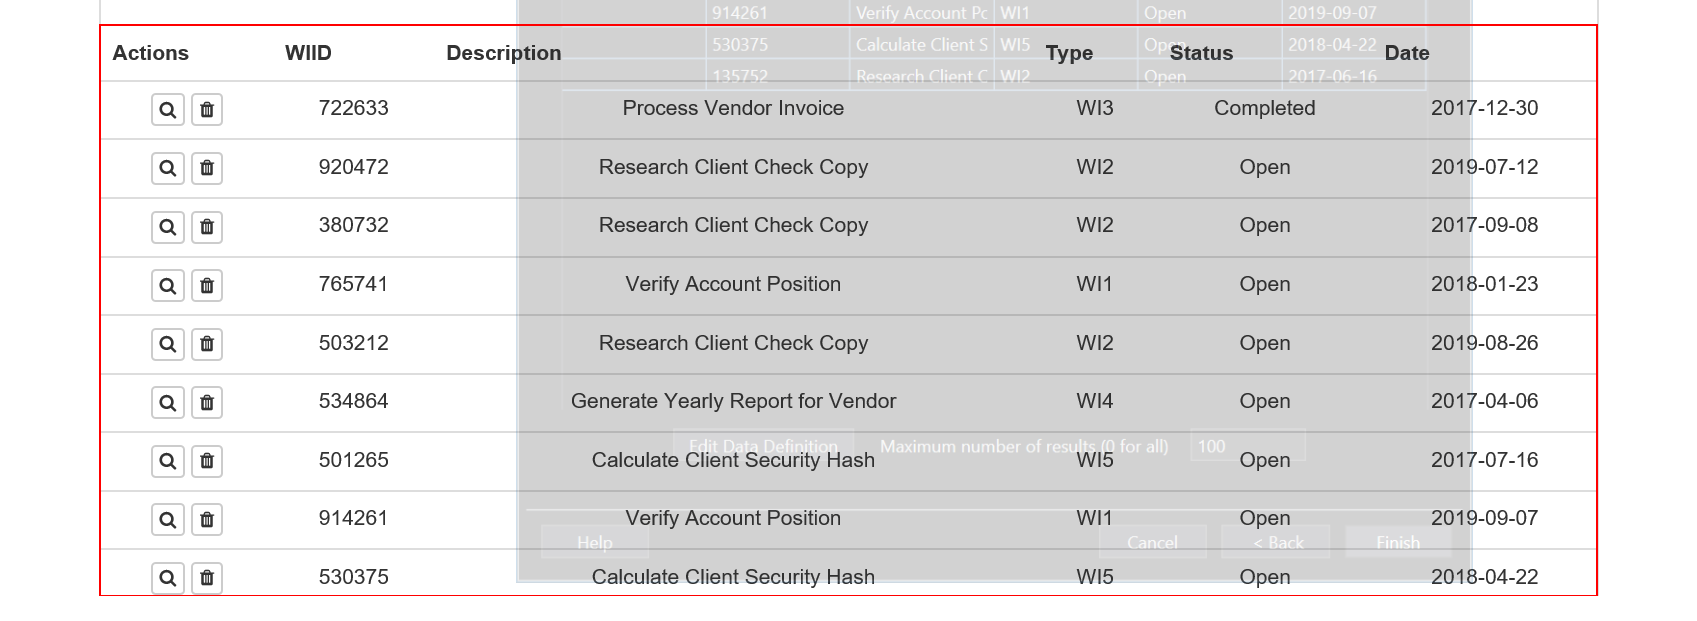 914261 Verify Account Pc WI1 Open 2019-09-07
530375 Calculate Client S WI5 Open 2018-04-22
Actions WIID Description Type Status Date
135752 Research Client C WI2 Open 2017-06-16
722633 Process Vendor Invoice WI3 Completed 2017-12-30
920472 Research Client Check Copy WI2 Open 2019-07-12
380732 Research Client Check Copy WI2 Open 2017-09-08
765741 Verify Account Position WI1 Open 2018-01-23
503212 Research Client Check Copy WI2 Open 2019-08-26
534864 Generate Yearly Report for Vendor WI4 Open 2017-04-06
Edit Data Definition Maximum number of results (0 for all) 100
501265 Calculate Client Security Hash WI5 Open 2017-07-16
914261 Verify Account Position WI1 Open 2019-09-07
Help Cancel < Back Finish
530375 Calculate Client Security Hash WI5 Open 2018-04-22